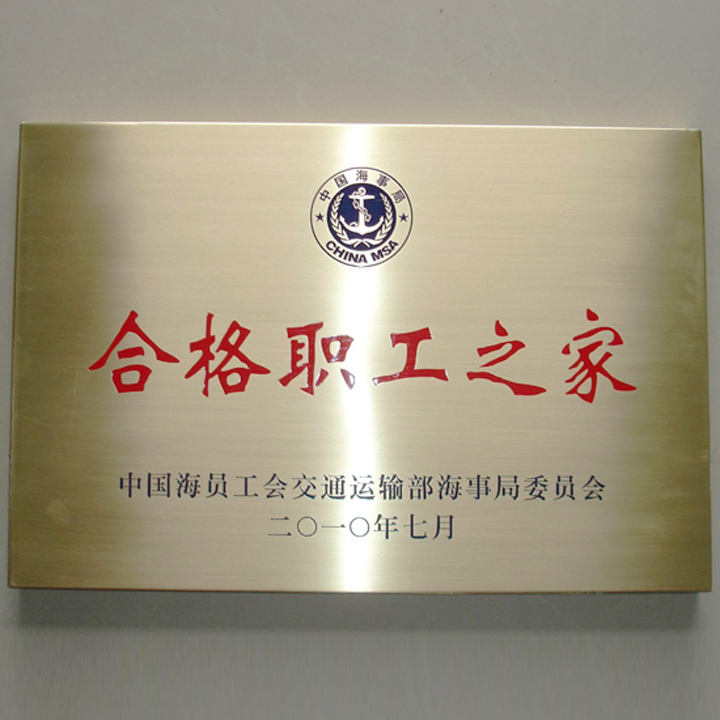 中国海事局
CHINA MSA
合格职工之家
中国海员工会交通运输部海事局委员会
二〇一〇年七月